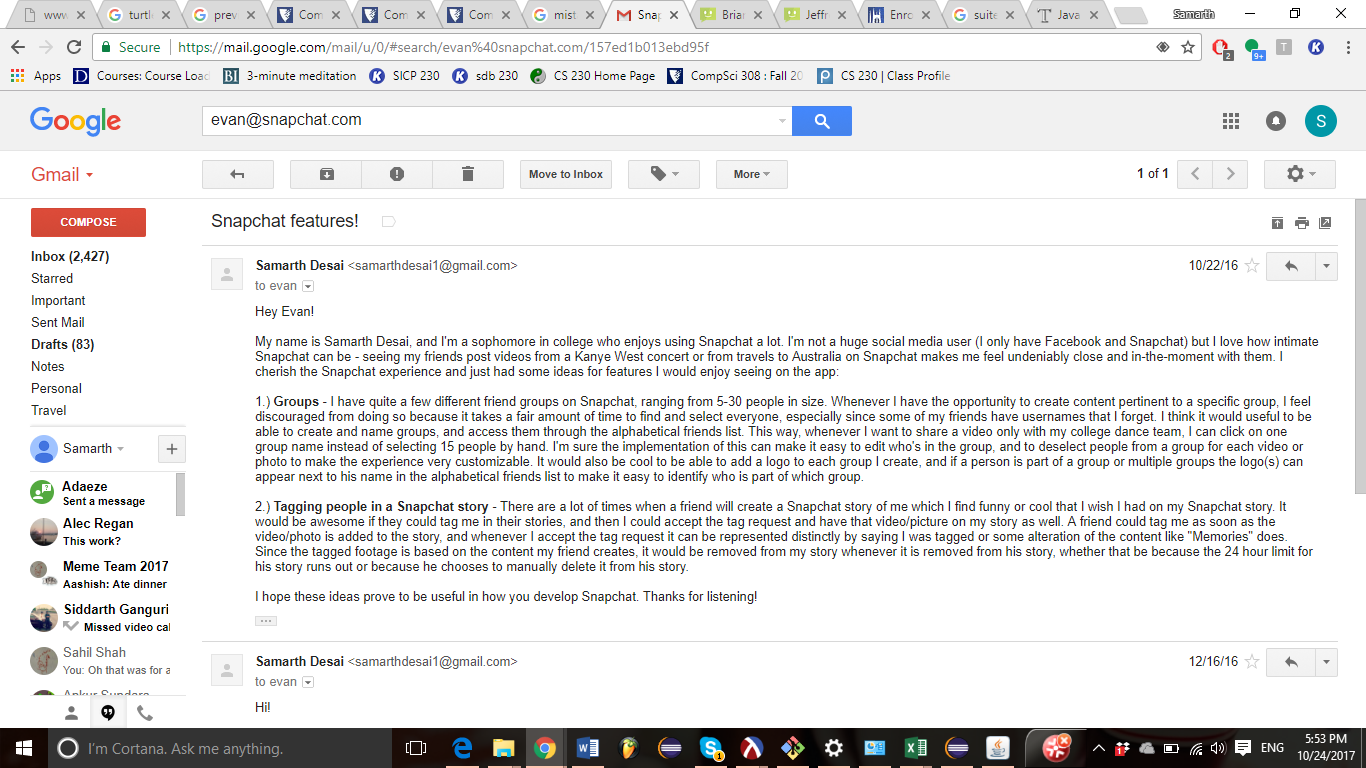 www
turtl
prev
Com
Com
Com
mist
Snap
Brian
Jeffr
Enro
suite
Java
Samarth
Secure https://mail.google.com/mail/u/0/#search/evan%40snapchat.com/157ed1b013ebd95f
2 9+ T K
Apps Courses: Course Load 3-minute meditation SICP 230 sdb 230 CS 230 Home Page CompSci 308 : Fall 20 CS 230 | Class Profile
Google evan@snapchat.com S
Gmail Move to Inbox More 1 of 1
COMPOSE
Snapchat features!
Inbox (2,427)
Starred
Important
Sent Mail
Drafts (83)
Notes
Personal
Travel
Samarth +
Adaeze
Sent a message
Alec Regan
This work?
Meme Team 2017
Aashish: Ate dinner
Siddarth Ganguri
Missed video cal
Sahil Shah
You: Oh that was for a
Samarth Desai <samarthdesai1@gmail.com> 10/22/16
to evan
Hey Evan!
My name is Samarth Desai, and I'm a sophomore in college who enjoys using Snapchat a lot. I'm not a huge social media user (I only have Facebook and Snapchat) but I love how intimate
Snapchat can be - seeing my friends post videos from a Kanye West concert or from travels to Australia on Snapchat makes me feel undeniably close and in-the-moment with them. I
cherish the Snapchat experience and just had some ideas for features I would enjoy seeing on the app:
1.) Groups - I have quite a few different friend groups on Snapchat, ranging from 5-30 people in size. Whenever I have the opportunity to create content pertinent to a specific group, I feel
discouraged from doing so because it takes a fair amount of time to find and select everyone, especially since some of my friends have usernames that I forget. I think it would be useful to be
able to create and name groups, and access them through the alphabetical friends list. This way, whenever I want to share a video only with my college dance team, I can click on one
group name instead of selecting 15 people by hand. I'm sure the implementation of this can make it easy to edit who's in the group, and to deselect people from a group for each video or
photo to make the experience very customizable. It would also be cool to be able to add a logo to each group I create, and if a person is part of a group or multiple groups the logo(s) can
appear next to his name in the alphabetical friends list to make it easy to identify who is part of which group.
2.) Tagging people in a Snapchat story - There are a lot of times when a friend will create a Snapchat story of me which I find funny or cool that I wish I had on my Snapchat story. It
would be awesome if they could tag me in their stories, and then I could accept the tag request and have that video/picture on my story as well. A friend could tag me as soon as the
video/photo is added to the story, and whenever I accept the tag request it can be represented distinctly by saying I was tagged or some alteration of the content like "Memories" does.
Since the tagged footage is based on the content my friend creates, it would be removed from my story whenever it is removed from his story, whether that be because the 24 hour limit for
his story runs out or because he chooses to manually delete it from his story.
I hope these ideas prove to be useful in how you develop Snapchat. Thanks for listening!
Samarth Desai <samarthdesai1@gmail.com> 12/16/16
to evan
Hi!
I'm Cortana. Ask me anything.
ENG
5:53 PM
10/24/2017